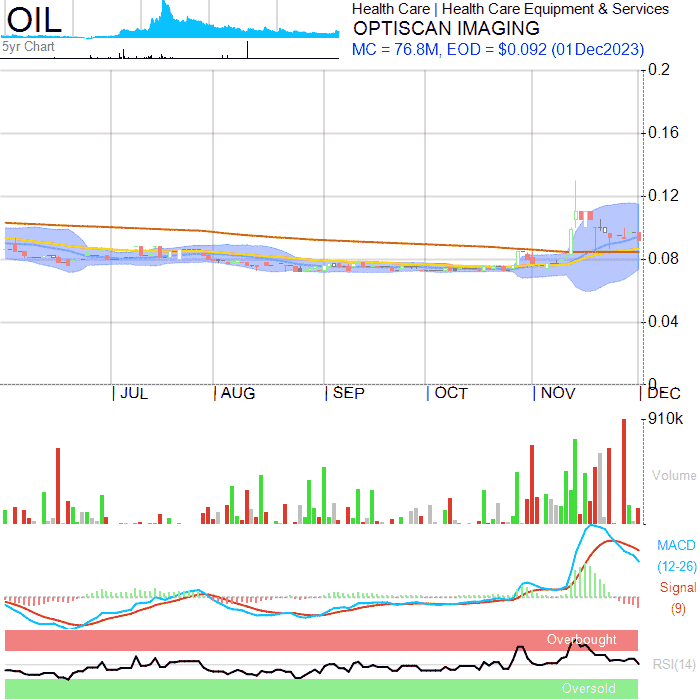 OIL
5yr Chart
Health Care | Health Care Equipment & Services
OPTISCAN IMAGING
MC = 76.8M, EOD = $0.092 (01Dec2023)
0.2
0.16
0.12
0.08
0.04
0
| JUL | AUG | SEP | OCT | NOV | DEC
910k
Volume
MACD
(12-26)
Signal
(9)
Overbought
RSI(14)
Oversold